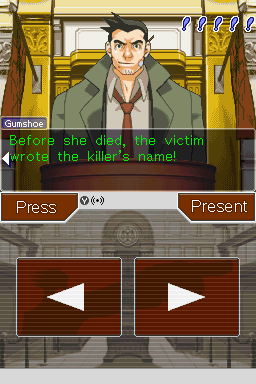 Gumshoe
Before she died, the victim
wrote the killer's name!
Press
Y
Present